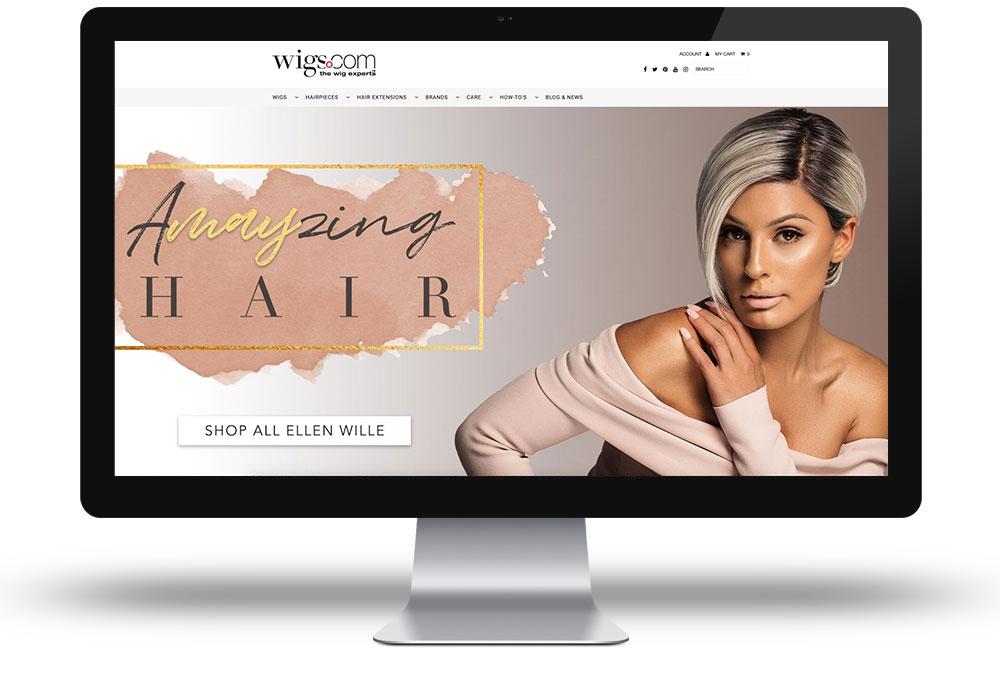 wigs.com
the wig experts
ACCOUNT MY CART 0
SEARCH
WIGS HAIRPIECES HAIR EXTENSIONS BRANDS CARE HOW-TO'S BLOG & NEWS
Amayzing
HAIR
SHOP ALL ELLEN WILLE